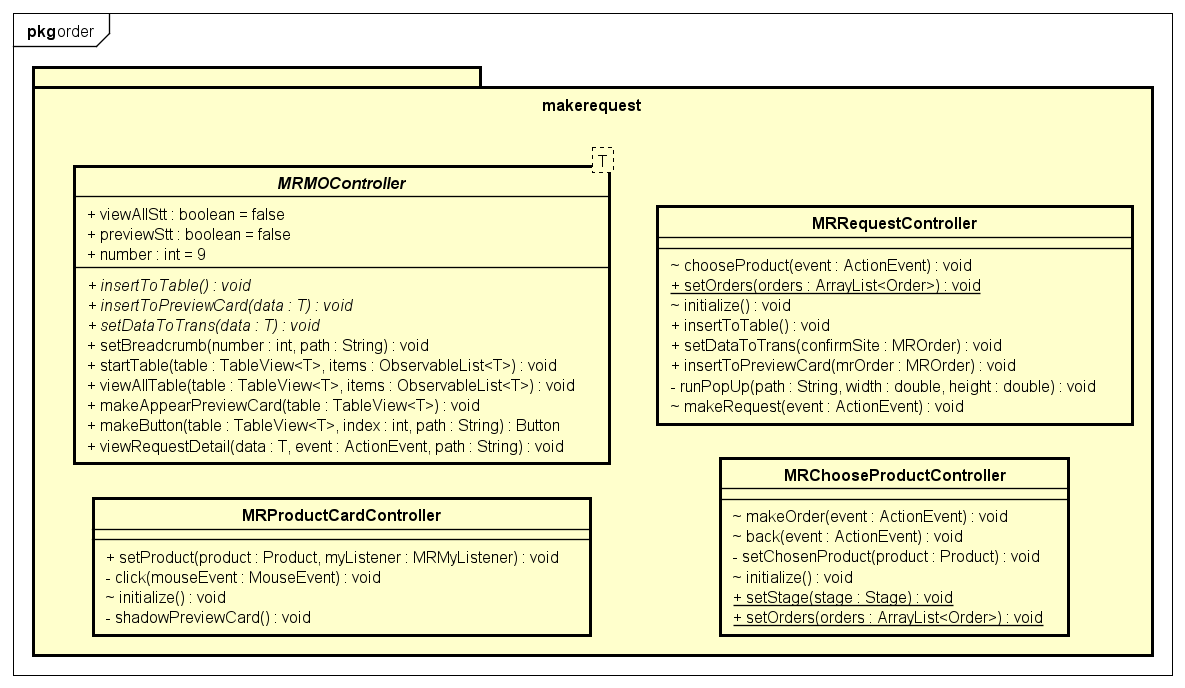 pkg order
makerequest
T
MRMOController
+ viewAllStt : boolean = false
+ previewStt : boolean = false
+ number : int = 9
+ insertToTable() : void
+ insertToPreviewCard(data : T) : void
+ setDataToTrans(data : T) : void
+ setBreadcrumb(number : int, path : String) : void
+ startTable(table : TableView<T>, items : ObservableList<T>) : void
+ viewAllTable(table : TableView<T>, items : ObservableList<T>) : void
+ makeAppearPreviewCard(table : TableView<T>) : void
+ makeButton(table : TableView<T>, index : int, path : String) : Button
+ viewRequestDetail(data : T, event : ActionEvent, path : String) : void
MRRequestController
~ chooseProduct(event : ActionEvent) : void
+ setOrders(orders : ArrayList<Order>) : void
~ initialize() : void
+ insertToTable() : void
+ setDataToTrans(confirmSite : MROrder) : void
+ insertToPreviewCard(mrOrder : MROrder) : void
- runPopUp(path : String, width : double, height : double) : void
~ makeRequest(event : ActionEvent) : void
MRProductCardController
+ setProduct(product : Product, myListener : MRMyListener) : void
- click(mouseEvent : MouseEvent) : void
~ initialize() : void
- shadowPreviewCard() : void
MRChooseProductController
~ makeOrder(event : ActionEvent) : void
~ back(event : ActionEvent) : void
- setChosenProduct(product : Product) : void
~ initialize() : void
+ setStage(stage : Stage) : void
+ setOrders(orders : ArrayList<Order>) : void